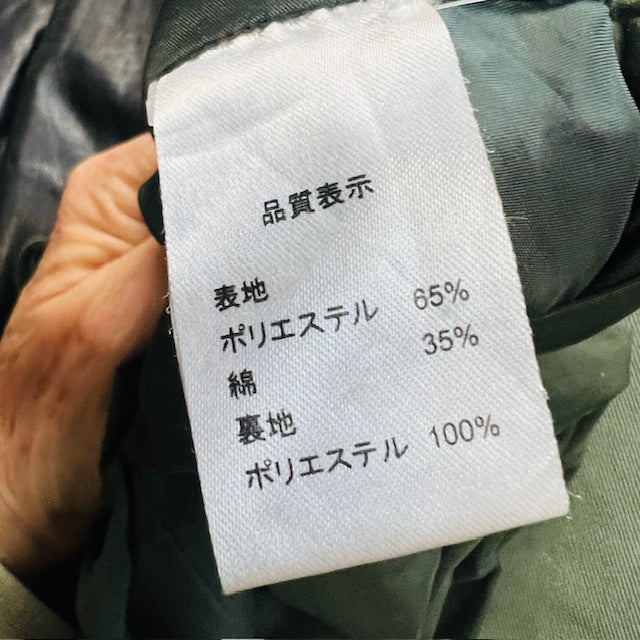 品質表示
表地
ポリエステル 65%
綿 35%
裏地
ポリエステル 100%